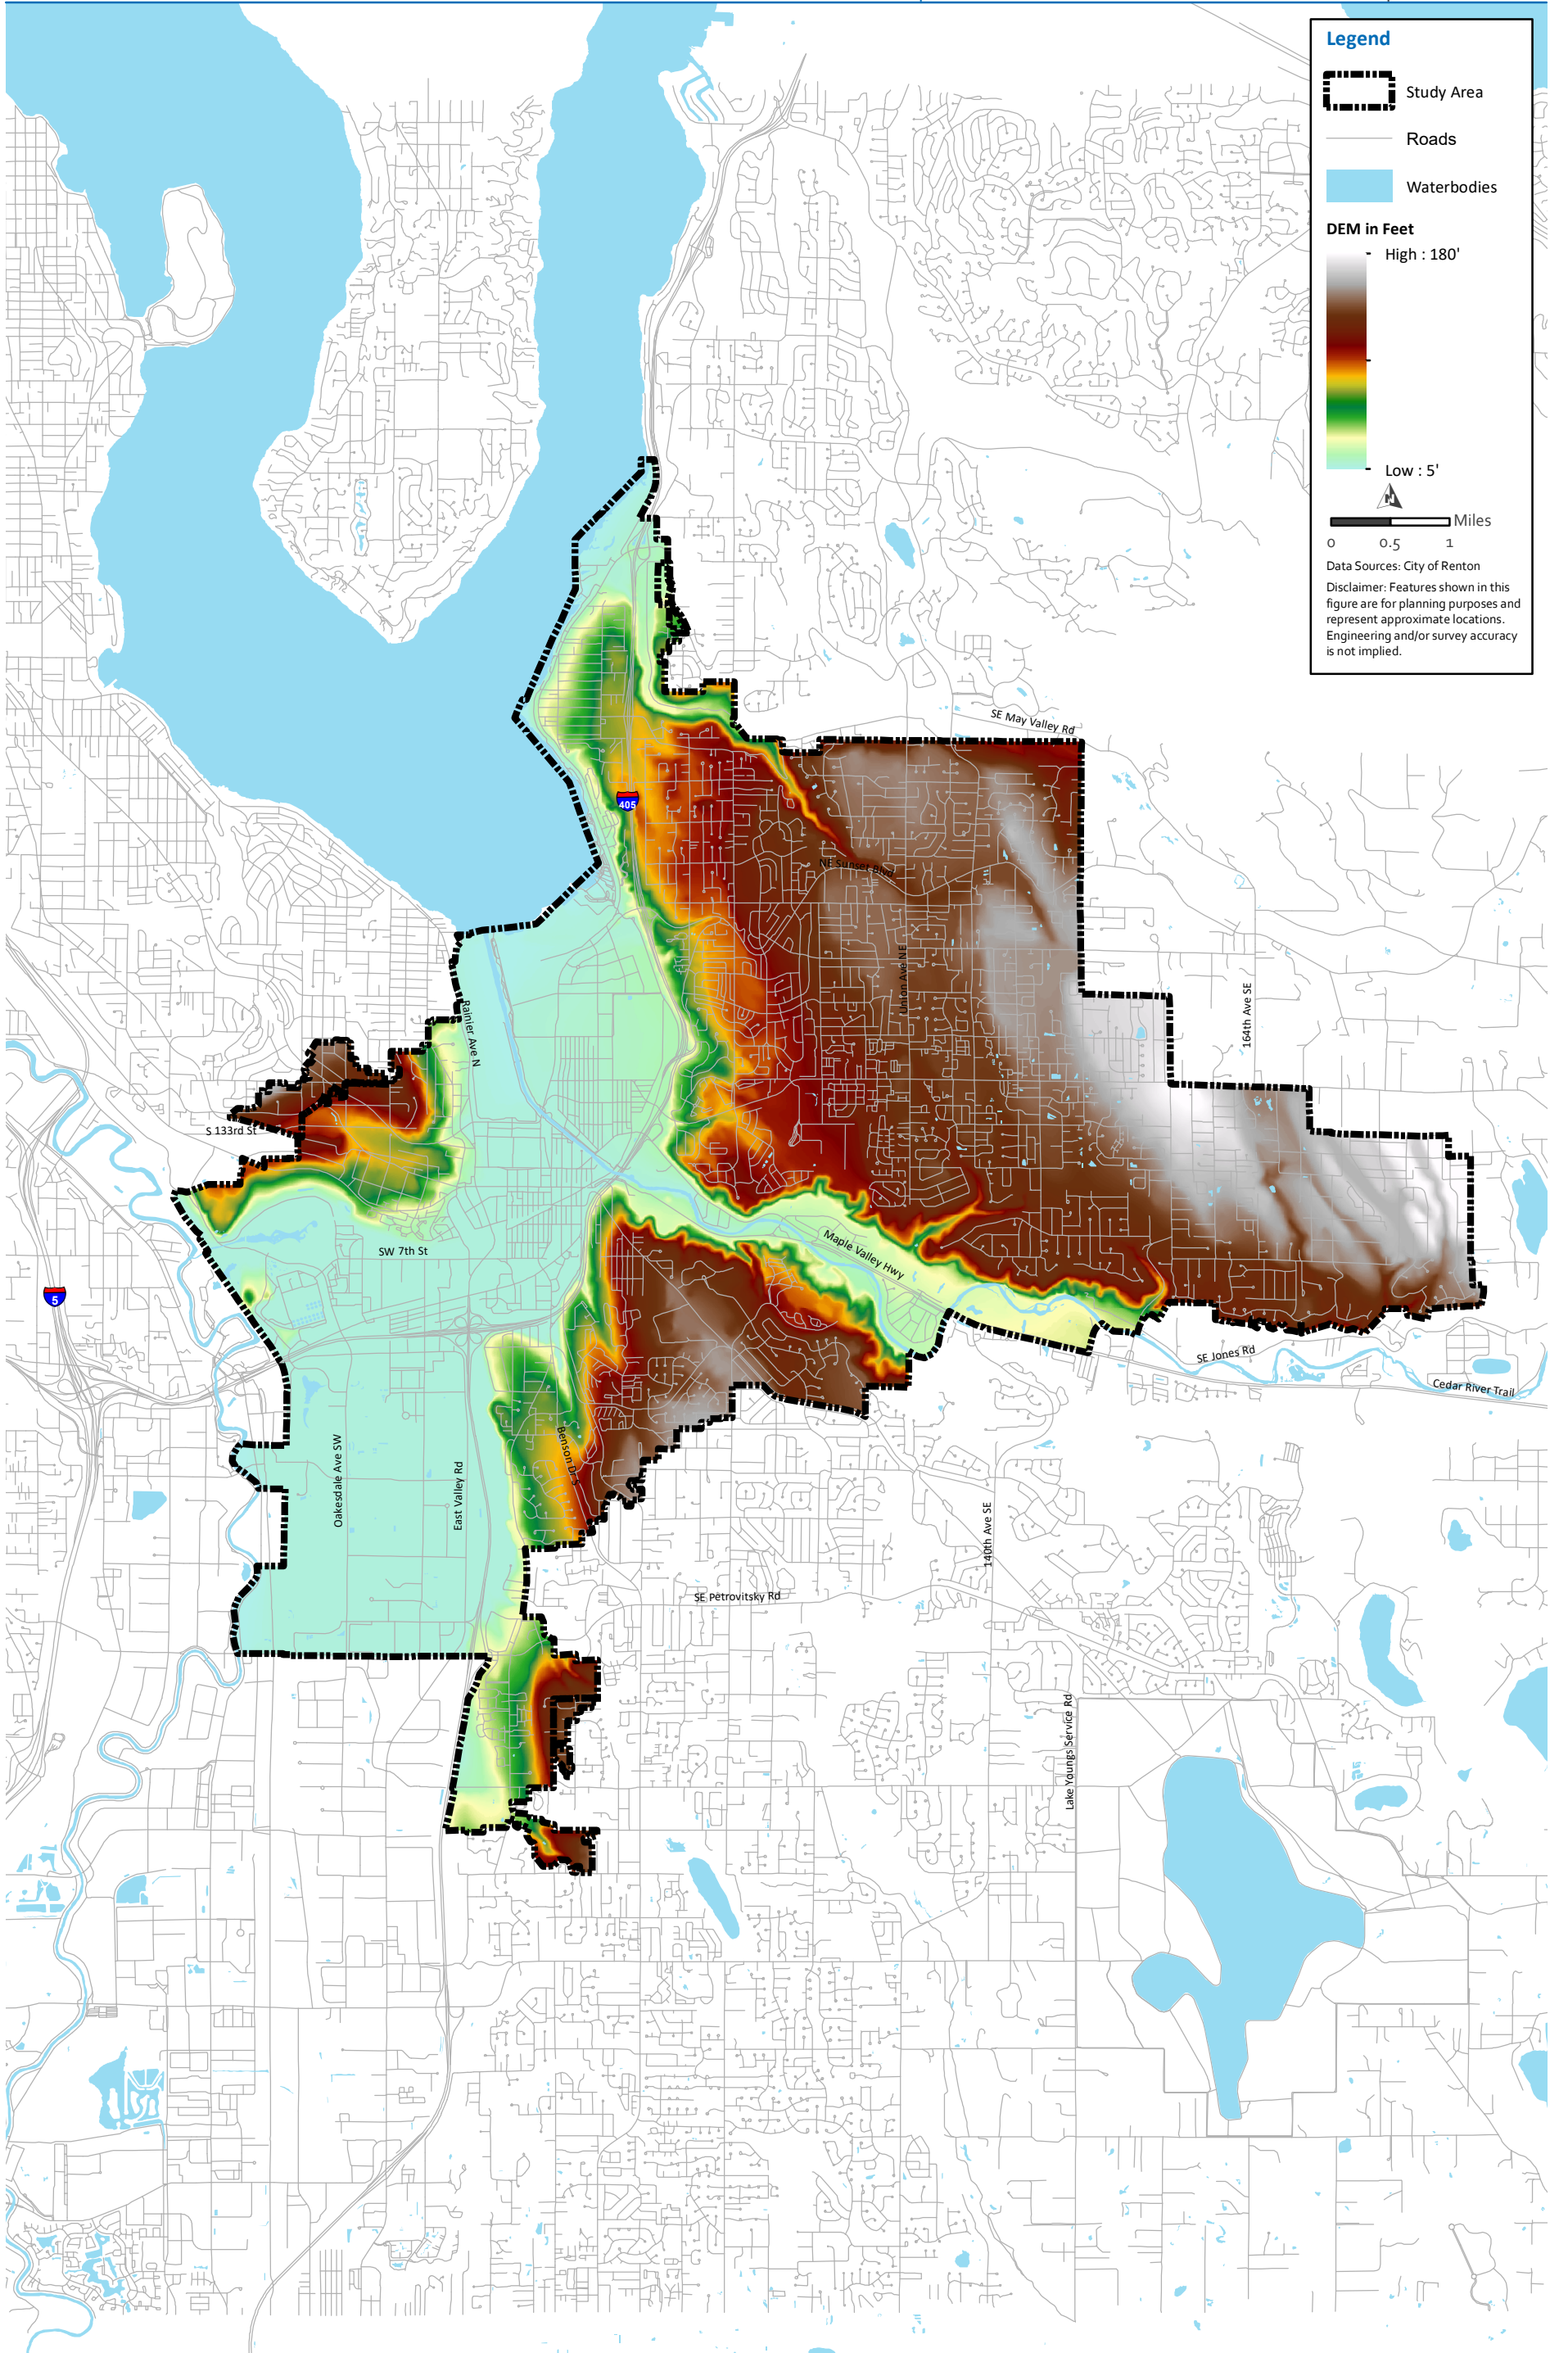 Legend
Study Area
Roads
Waterbodies
DEM in Feet
High : 180'
Low : 5'
N
Miles
0 0.5 1
Data Sources: City of Renton
Disclaimer: Features shown in this
figure are for planning purposes and
represent approximate locations.
Engineering and/or survey accuracy
is not implied.
SE May Valley Rd
405
NE Sunset Blvd
Union Ave NE
164th Ave SE
Rainier Ave N
S 133rd St
SW 7th St
Maple Valley Hwy
5
SE Jones Rd
Cedar River Trail
Oakesdale Ave SW
East Valley Rd
Benson Dr S
140th Ave SE
SE Petrovitsky Rd
Lake Youngs Service Rd